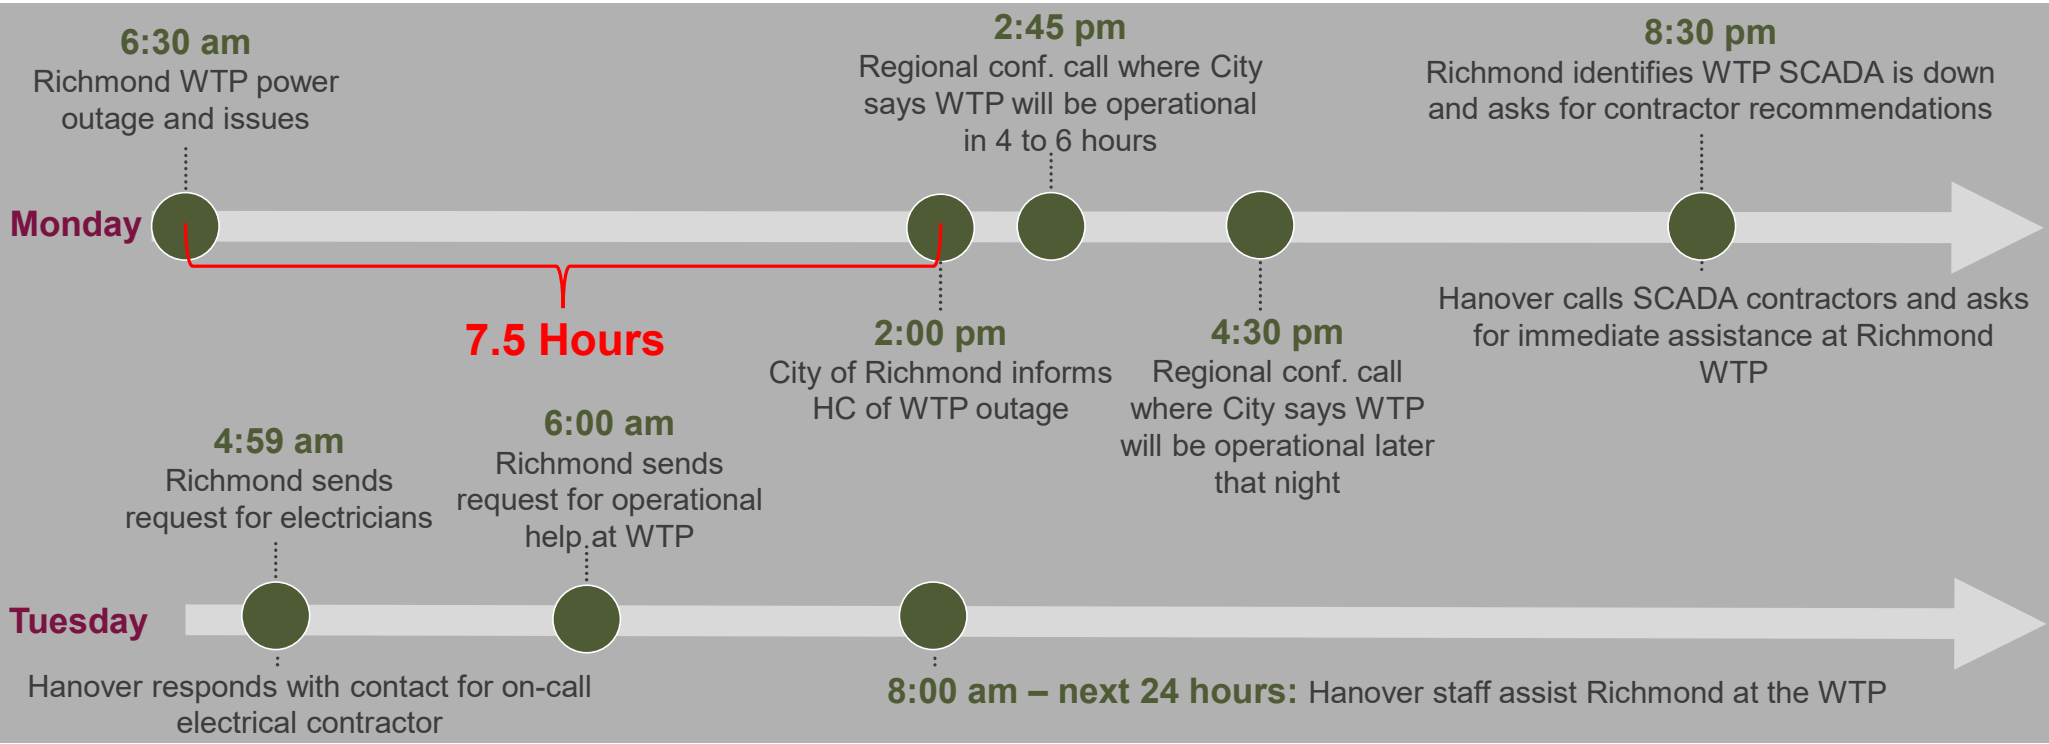 6:30 am
Richmond WTP power
outage and issues
2:45 pm
Regional conf. call where City
says WTP will be operational
in 4 to 6 hours
8:30 pm
Richmond identifies WTP SCADA is down
and asks for contractor recommendations
Monday
7.5 Hours
2:00 pm
City of Richmond informs
HC of WTP outage
4:30 pm
Regional conf. call
where City says WTP
will be operational later
that night
Hanover calls SCADA contractors and asks
for immediate assistance at Richmond
WTP
4:59 am
Richmond sends
request for electricians
6:00 am
Richmond sends
request for operational
help at WTP
Tuesday
Hanover responds with contact for on-call
electrical contractor
8:00 am – next 24 hours: Hanover staff assist Richmond at the WTP